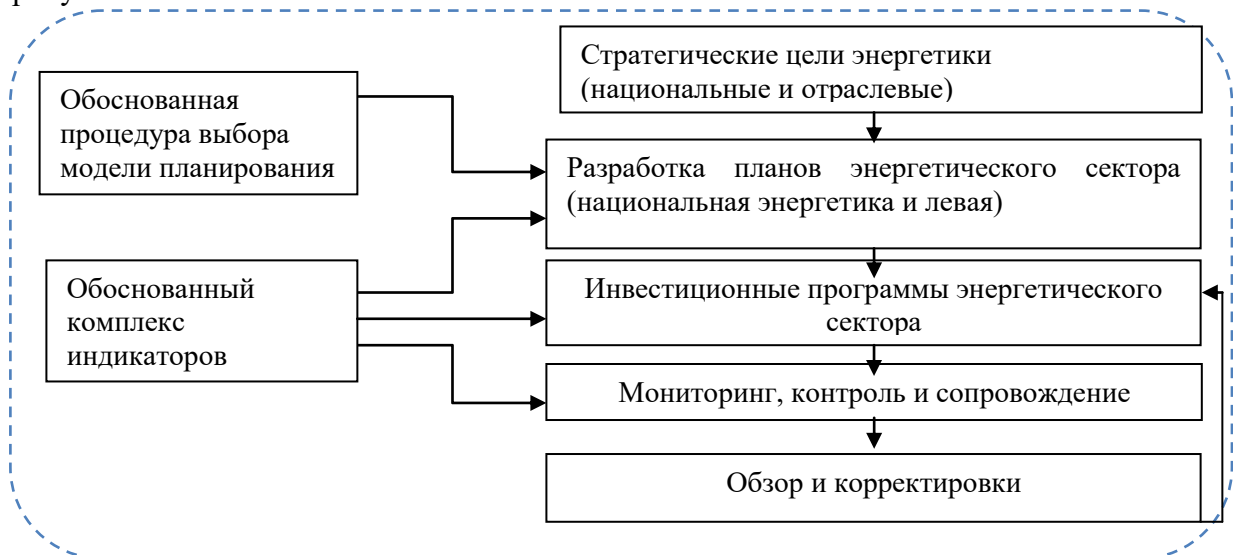 Стратегические цели энергетики
(национальные и отраслевые)
Обоснованная
процедура выбора
модели планирования
Разработка планов энергетического сектора
(национальная энергетика и левая)
Обоснованный
комплекс
индикаторов
Инвестиционные программы энергетического
сектора
Мониторинг, контроль и сопровождение
Обзор и корректировки